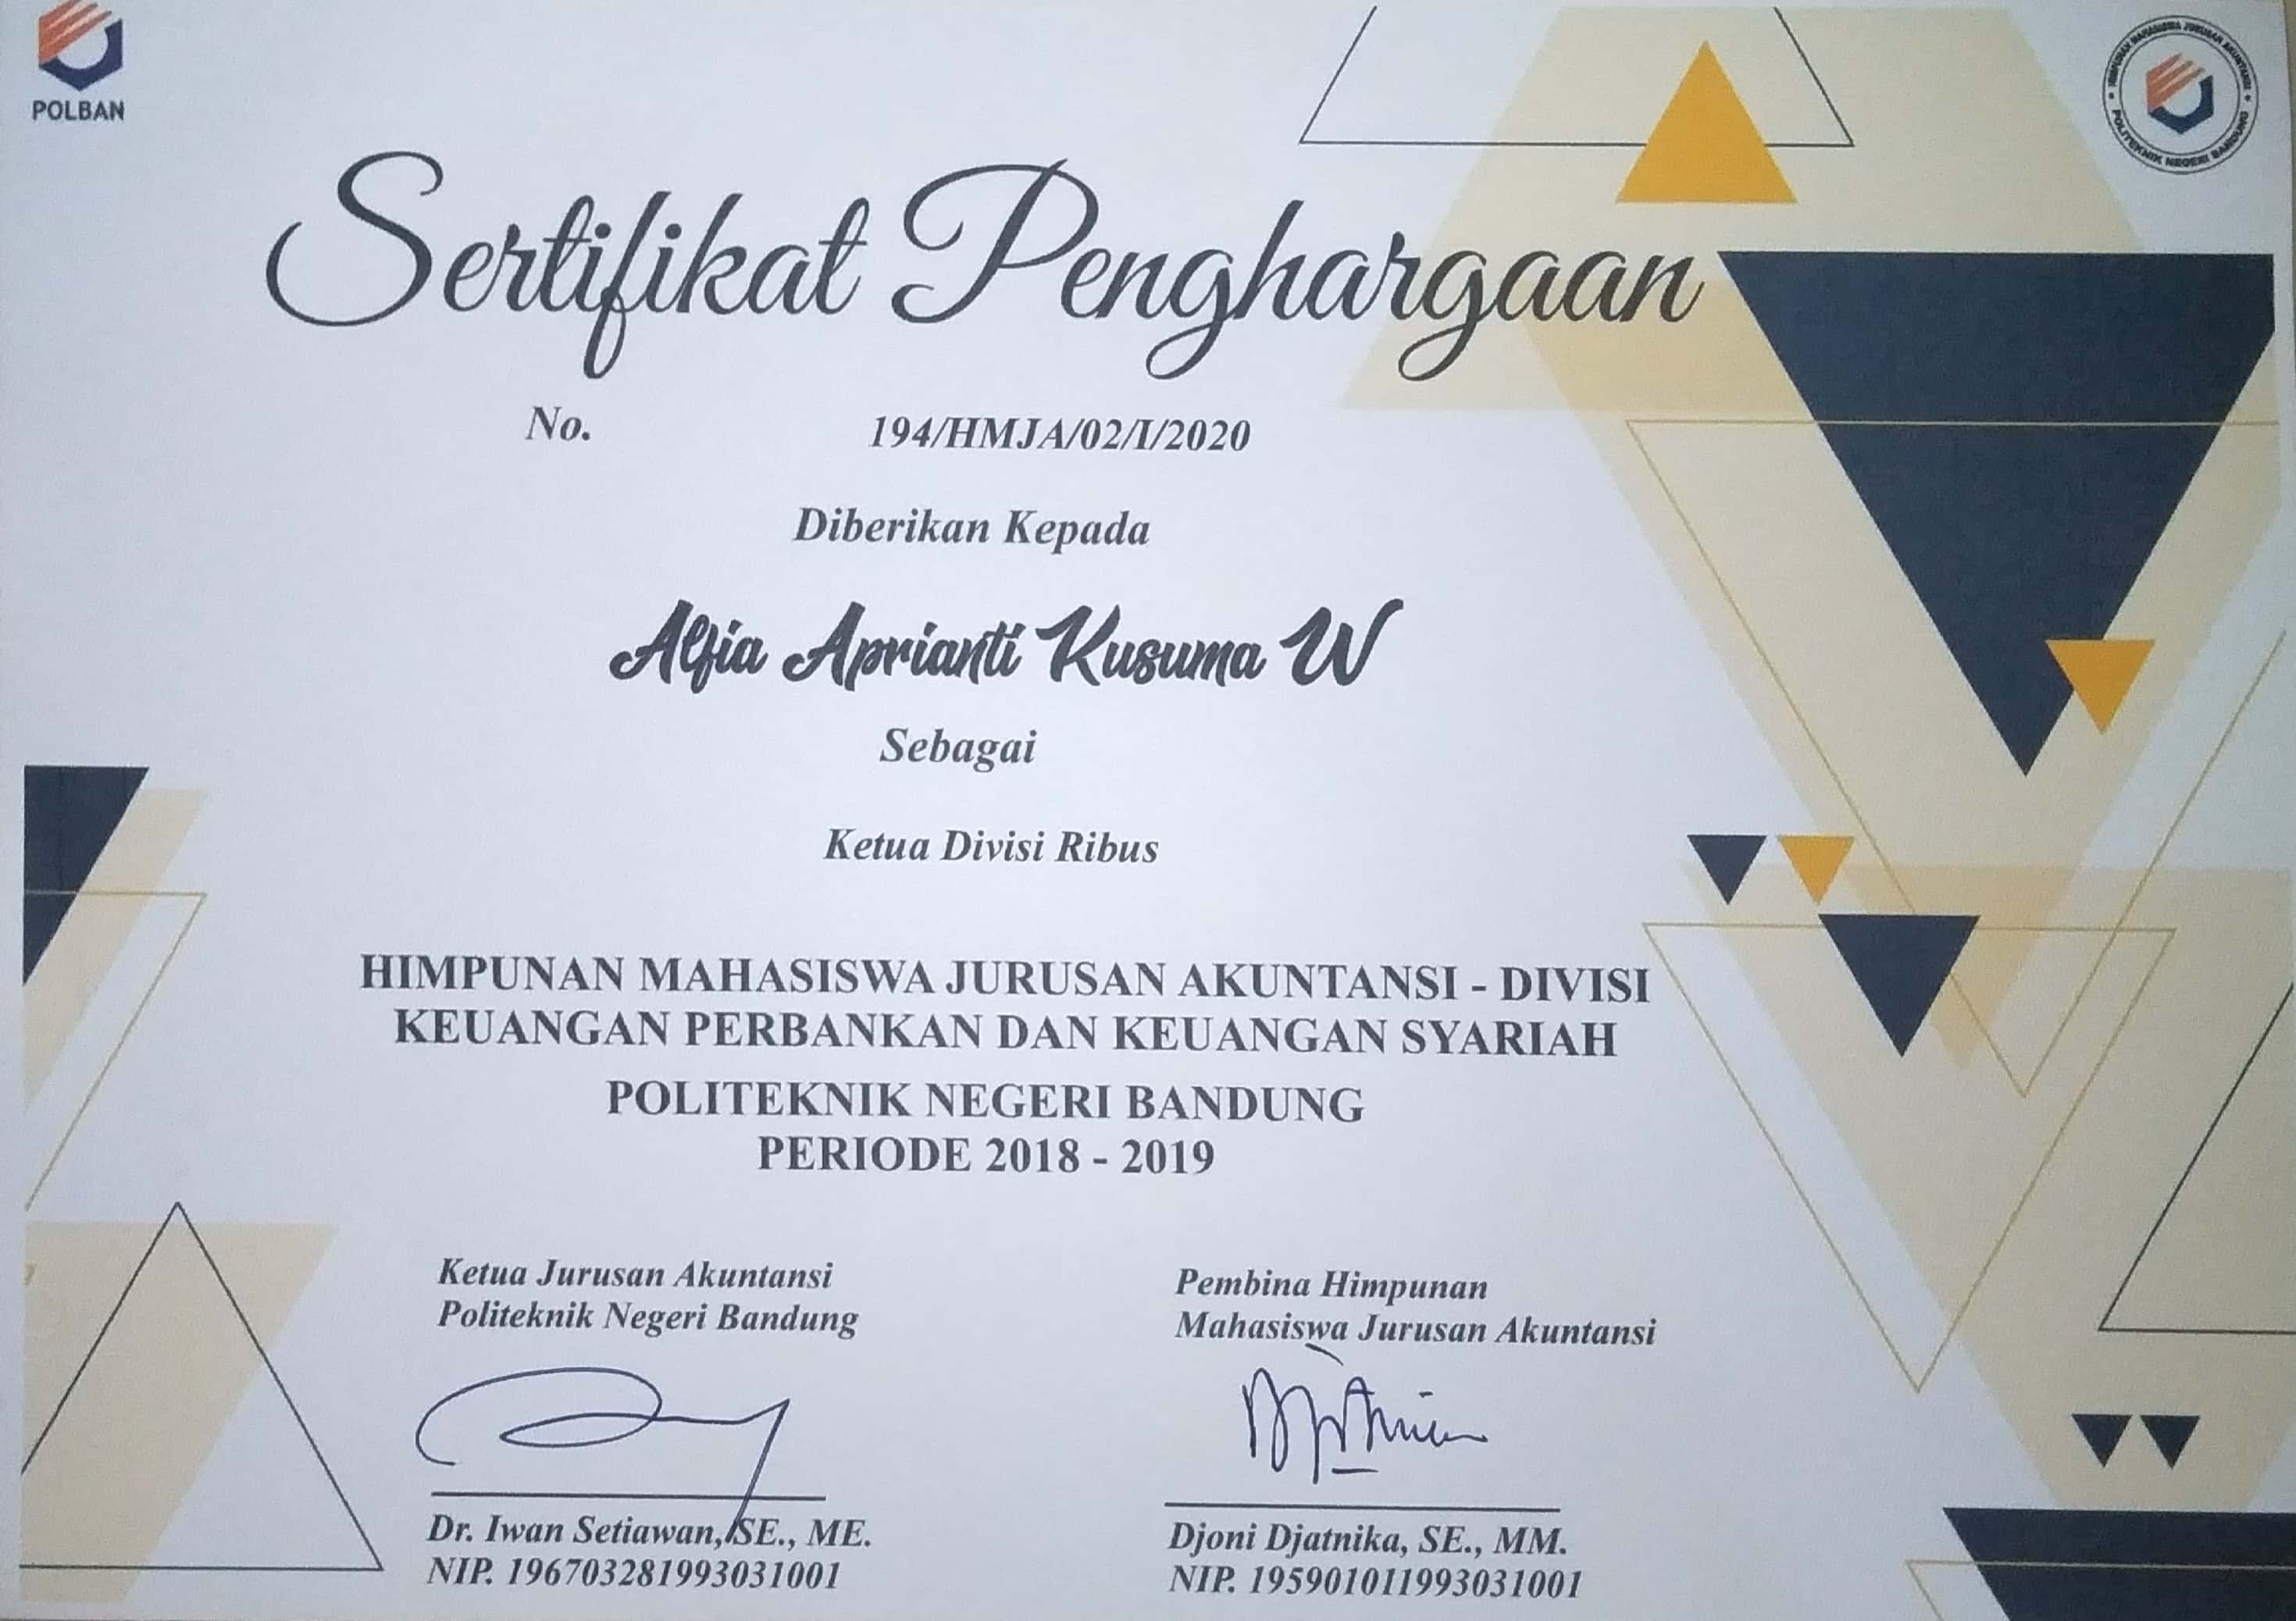 POLBAN
HIMPUNAN MAHASISWA JURUSAN AKUNTANSI
POLITEKNIK NEGERI BANDUNG
Sertifikat Penghargaan
No. 194/HMJA/02/I/2020
Diberikan Kepada
Alfia Aprianti Kusuma W
Sebagai
Ketua Divisi Ribus
HIMPUNAN MAHASISWA JURUSAN AKUNTANSI - DIVISI
KEUANGAN PERBANKAN DAN KEUANGAN SYARIAH
POLITEKNIK NEGERI BANDUNG
PERIODE 2018 - 2019
Ketua Jurusan Akuntansi
Politeknik Negeri Bandung
Dr. Iwan Setiawan, SE., ME.
NIP. 196703281993031001
Pembina Himpunan
Mahasiswa Jurusan Akuntansi
Djoni Djatnika, SE., MM.
NIP. 195901011993031001